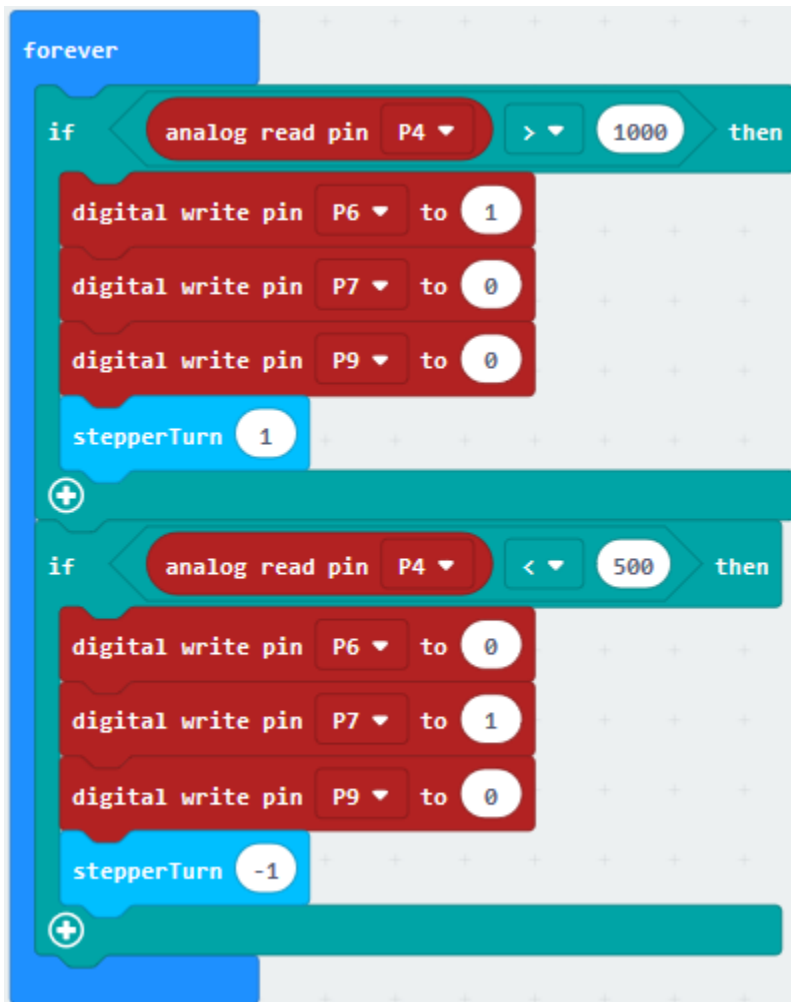 forever
if analog read pin P4 > 1000 then
digital write pin P6 to 1
digital write pin P7 to 0
digital write pin P9 to 0
stepperTurn 1
if analog read pin P4 < 500 then
digital write pin P6 to 0
digital write pin P7 to 1
digital write pin P9 to 0
stepperTurn -1